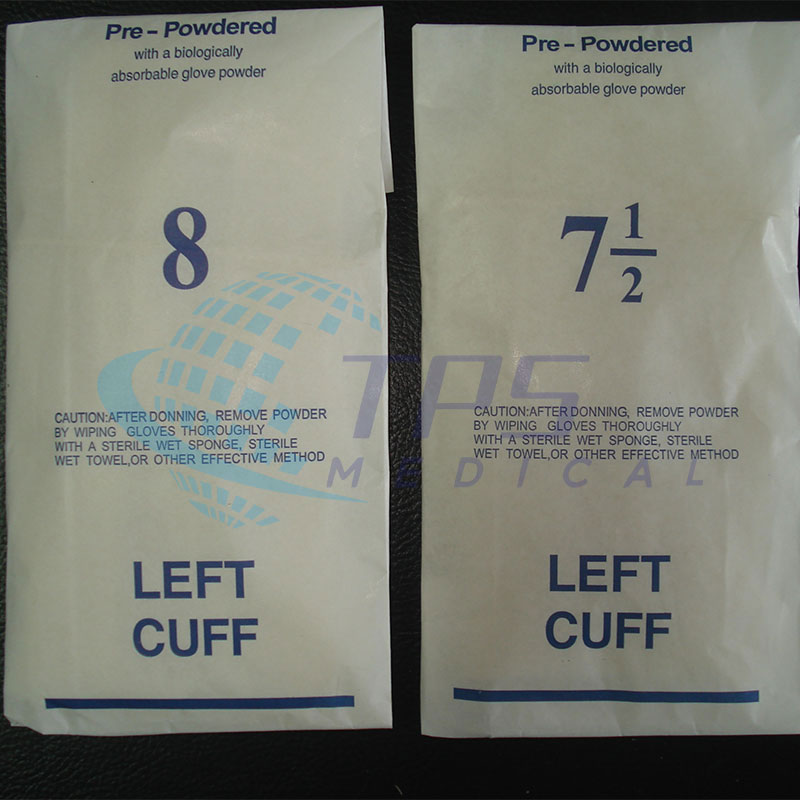 Pre - Powdered
with a biologically
absorbable glove powder
8
CAUTION:AFTER DONNING, REMOVE POWDER
BY WIPING GLOVES THOROUGHLY
WITH A STERILE WET SPONGE, STERILE
WET TOWEL,OR OTHER EFFECTIVE METHOD
LEFT
CUFF
Pre - Powdered
with a biologically
absorbable glove powder
7 1/2
CAUTION:AFTER DONNING, REMOVE POWDER
BY WIPING GLOVES THOROUGHLY
WITH A STERILE WET SPONGE, STERILE
WET TOWEL,OR OTHER EFFECTIVE METHOD
LEFT
CUFF
TPS
MEDICAL